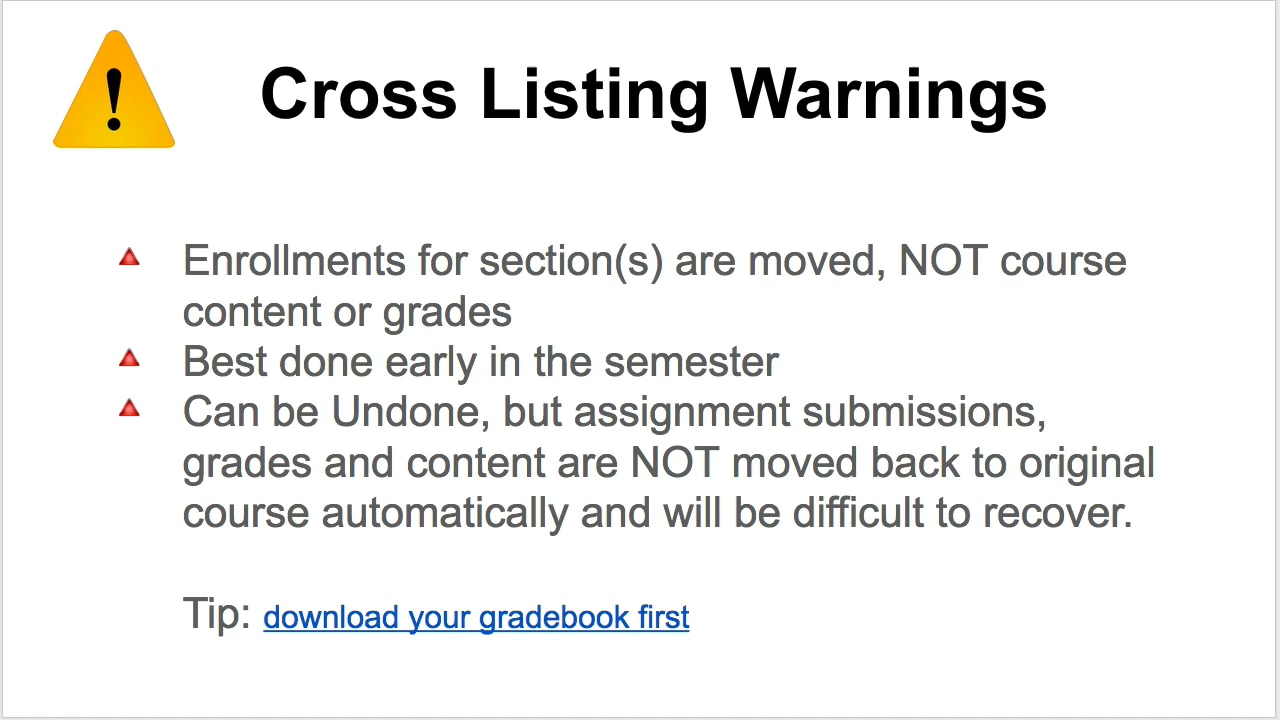 Cross Listing Warnings
Enrollments for section(s) are moved, NOT course
content or grades
Best done early in the semester
Can be Undone, but assignment submissions,
grades and content are NOT moved back to original
course automatically and will be difficult to recover.
Tip: download your gradebook first